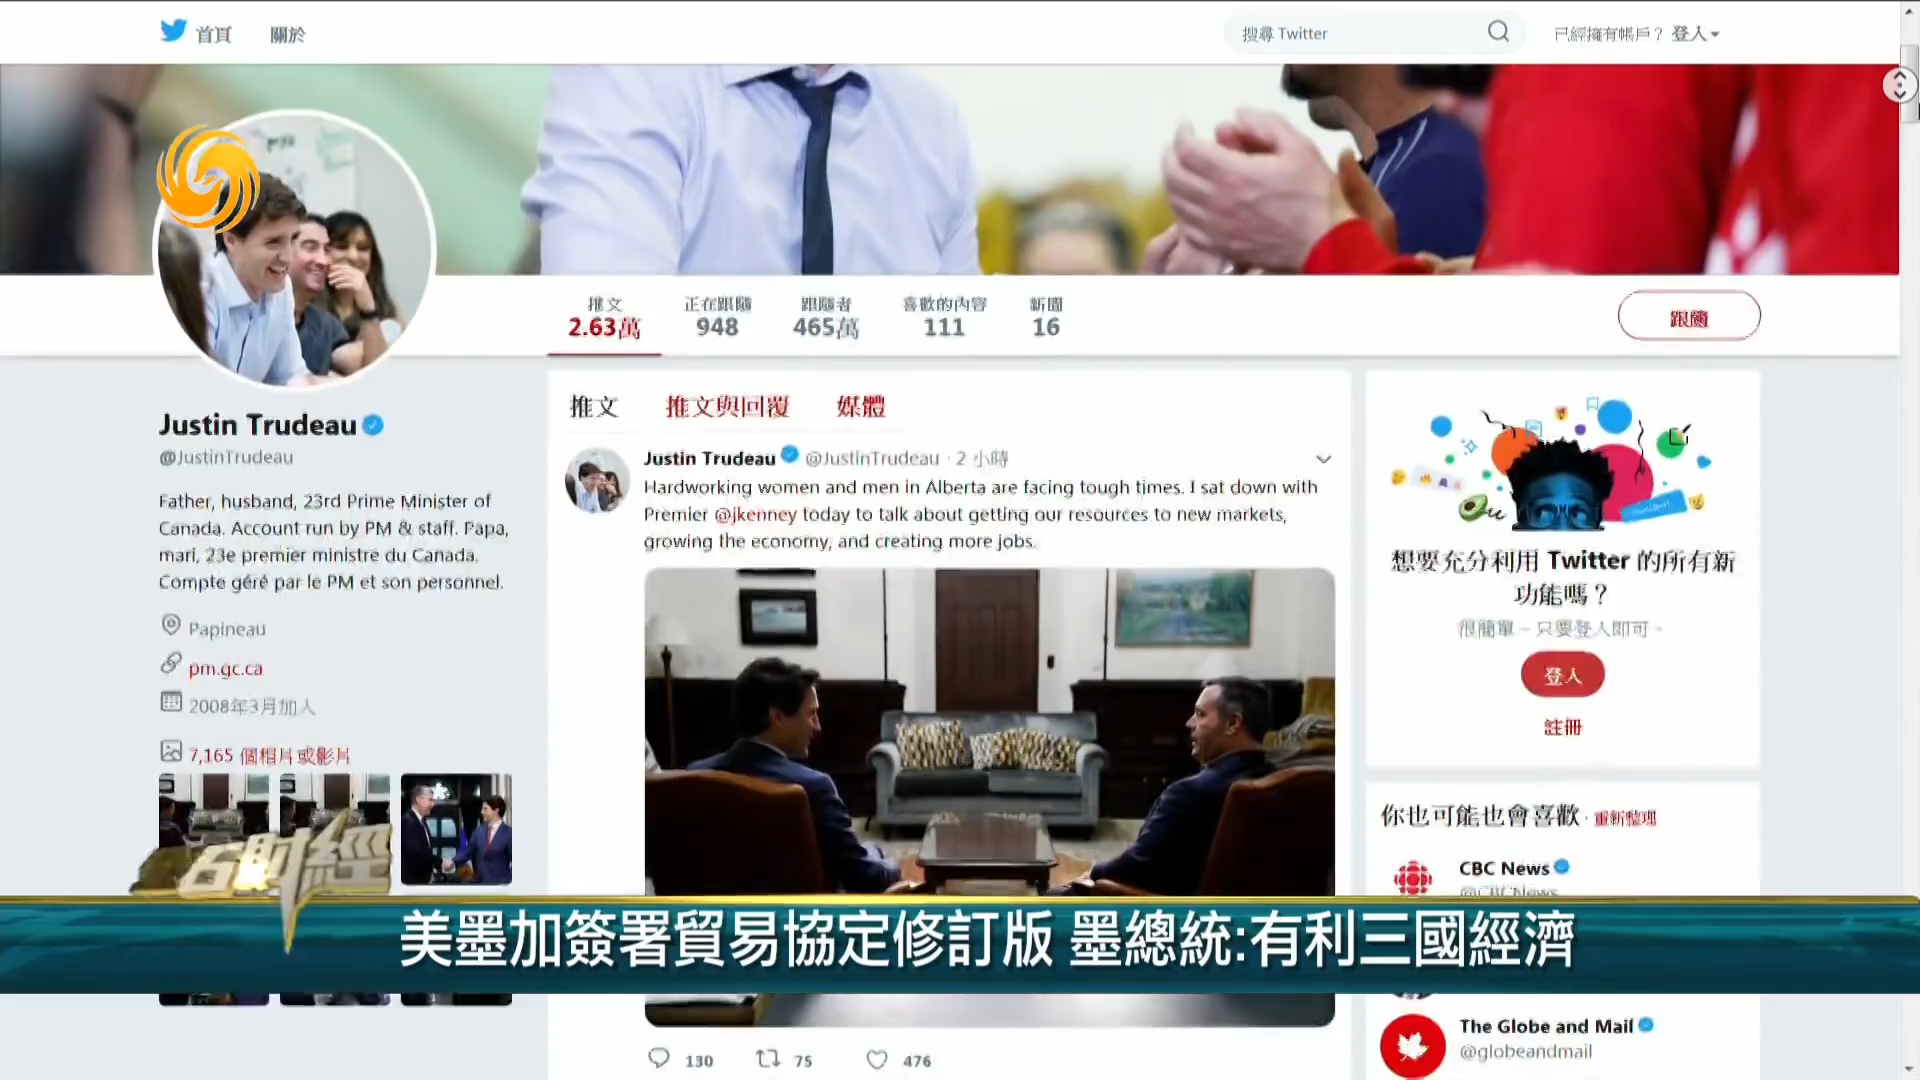 首頁 關於
搜尋 Twitter
已經擁有帳戶？ 登入
推文 正在跟隨 跟隨者 喜歡的內容 新聞
2.63萬 948 465萬 111 16
跟隨
Justin Trudeau
@JustinTrudeau
Father, husband, 23rd Prime Minister of
Canada. Account run by PM & staff. Papa,
mari, 23e premier ministre du Canada.
Compte géré par le PM et son personnel.
Papineau
pm.gc.ca
2008年3月加入
7,165 個相片或影片
推文 推文與回覆 媒體
Justin Trudeau @JustinTrudeau · 2 小時
Hardworking women and men in Alberta are facing tough times. I sat down with
Premier @jkenney today to talk about getting our resources to new markets,
growing the economy, and creating more jobs.
130 75 476
想要充分利用 Twitter 的所有新
功能嗎？
很簡單。只要登入即可。
登入
註冊
你也可能也會喜歡 · 重新整理
CBC News
@CBCNews
The Globe and Mail
@globeandmail
財經
美墨加簽署貿易協定修訂版 墨總統:有利三國經濟